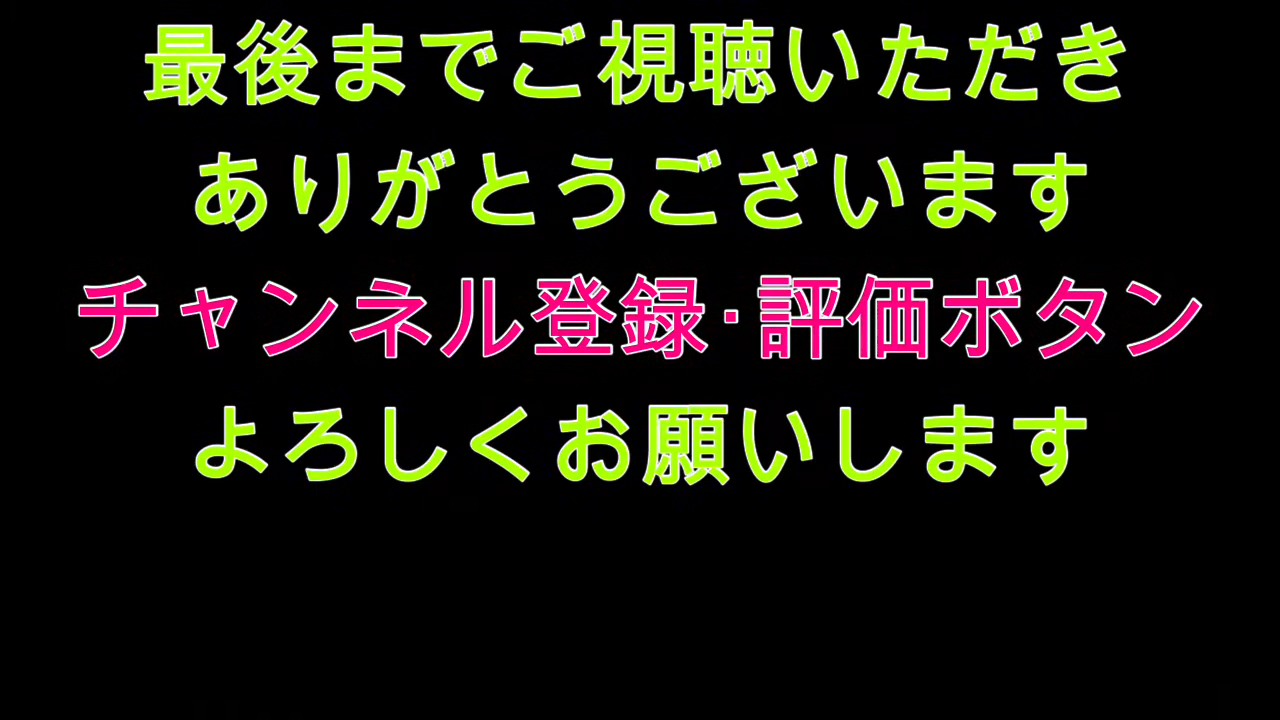 最後までご視聴いただき
ありがとうございます
チャンネル登録・評価ボタン
よろしくお願いします